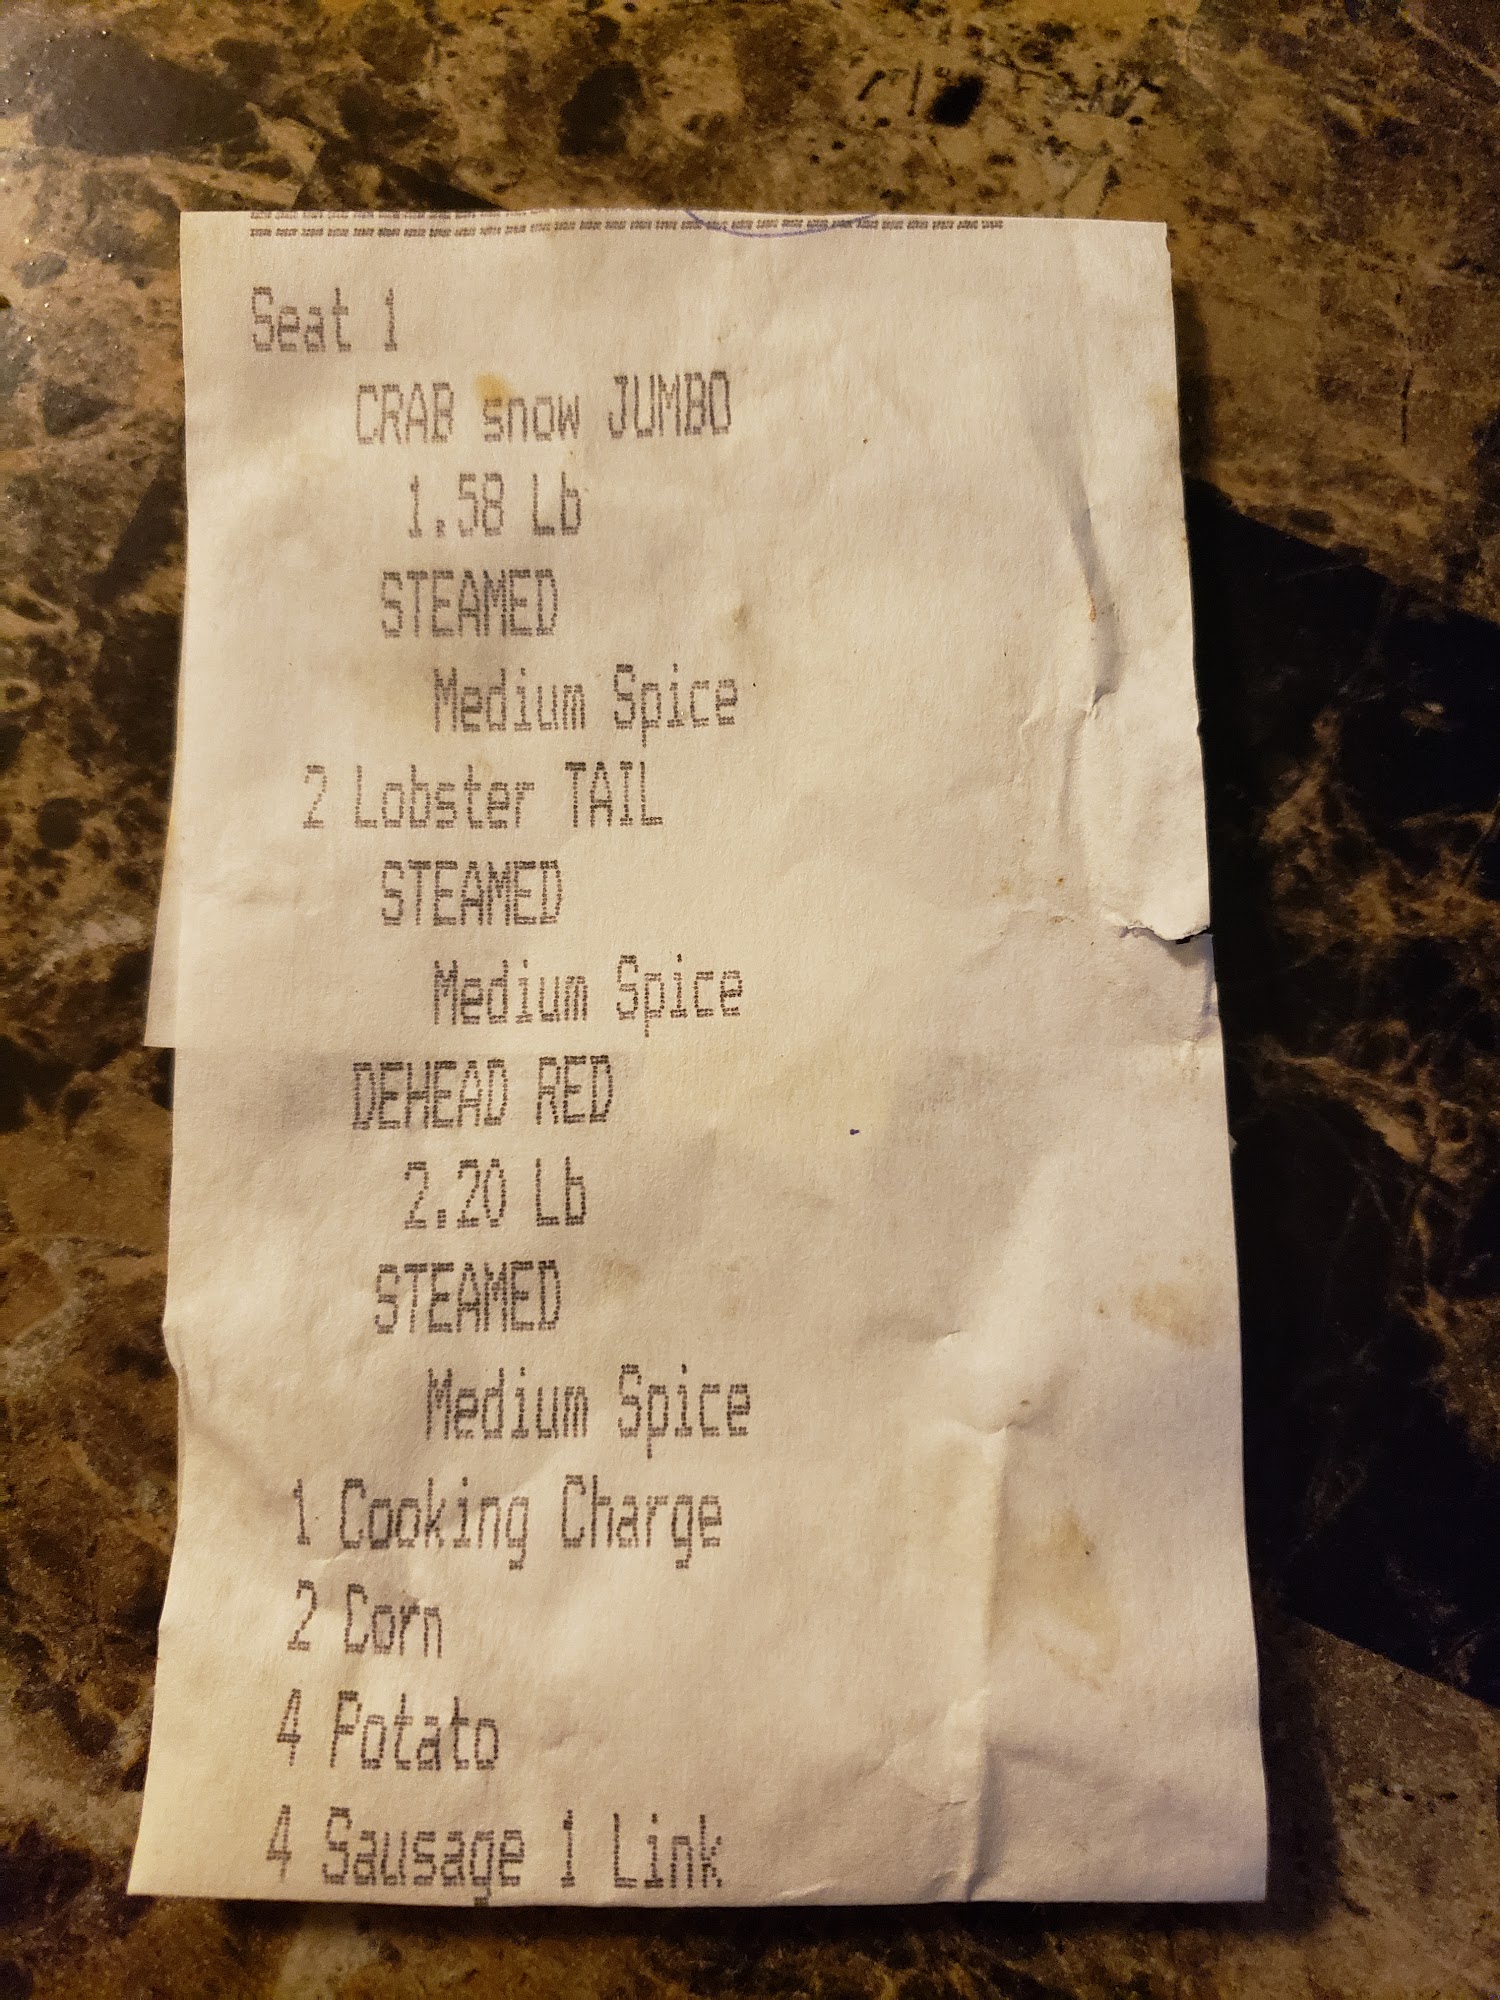 Seat 1
CRAB snow JUMBO
1.58 Lb
STEAMED
Medium Spice
2 Lobster TAIL
STEAMED
Medium Spice
DEHEAD RED
2.20 Lb
STEAMED
Medium Spice
1 Cooking Charge
2 Corn
4 Potato
4 Sausage 1 Link